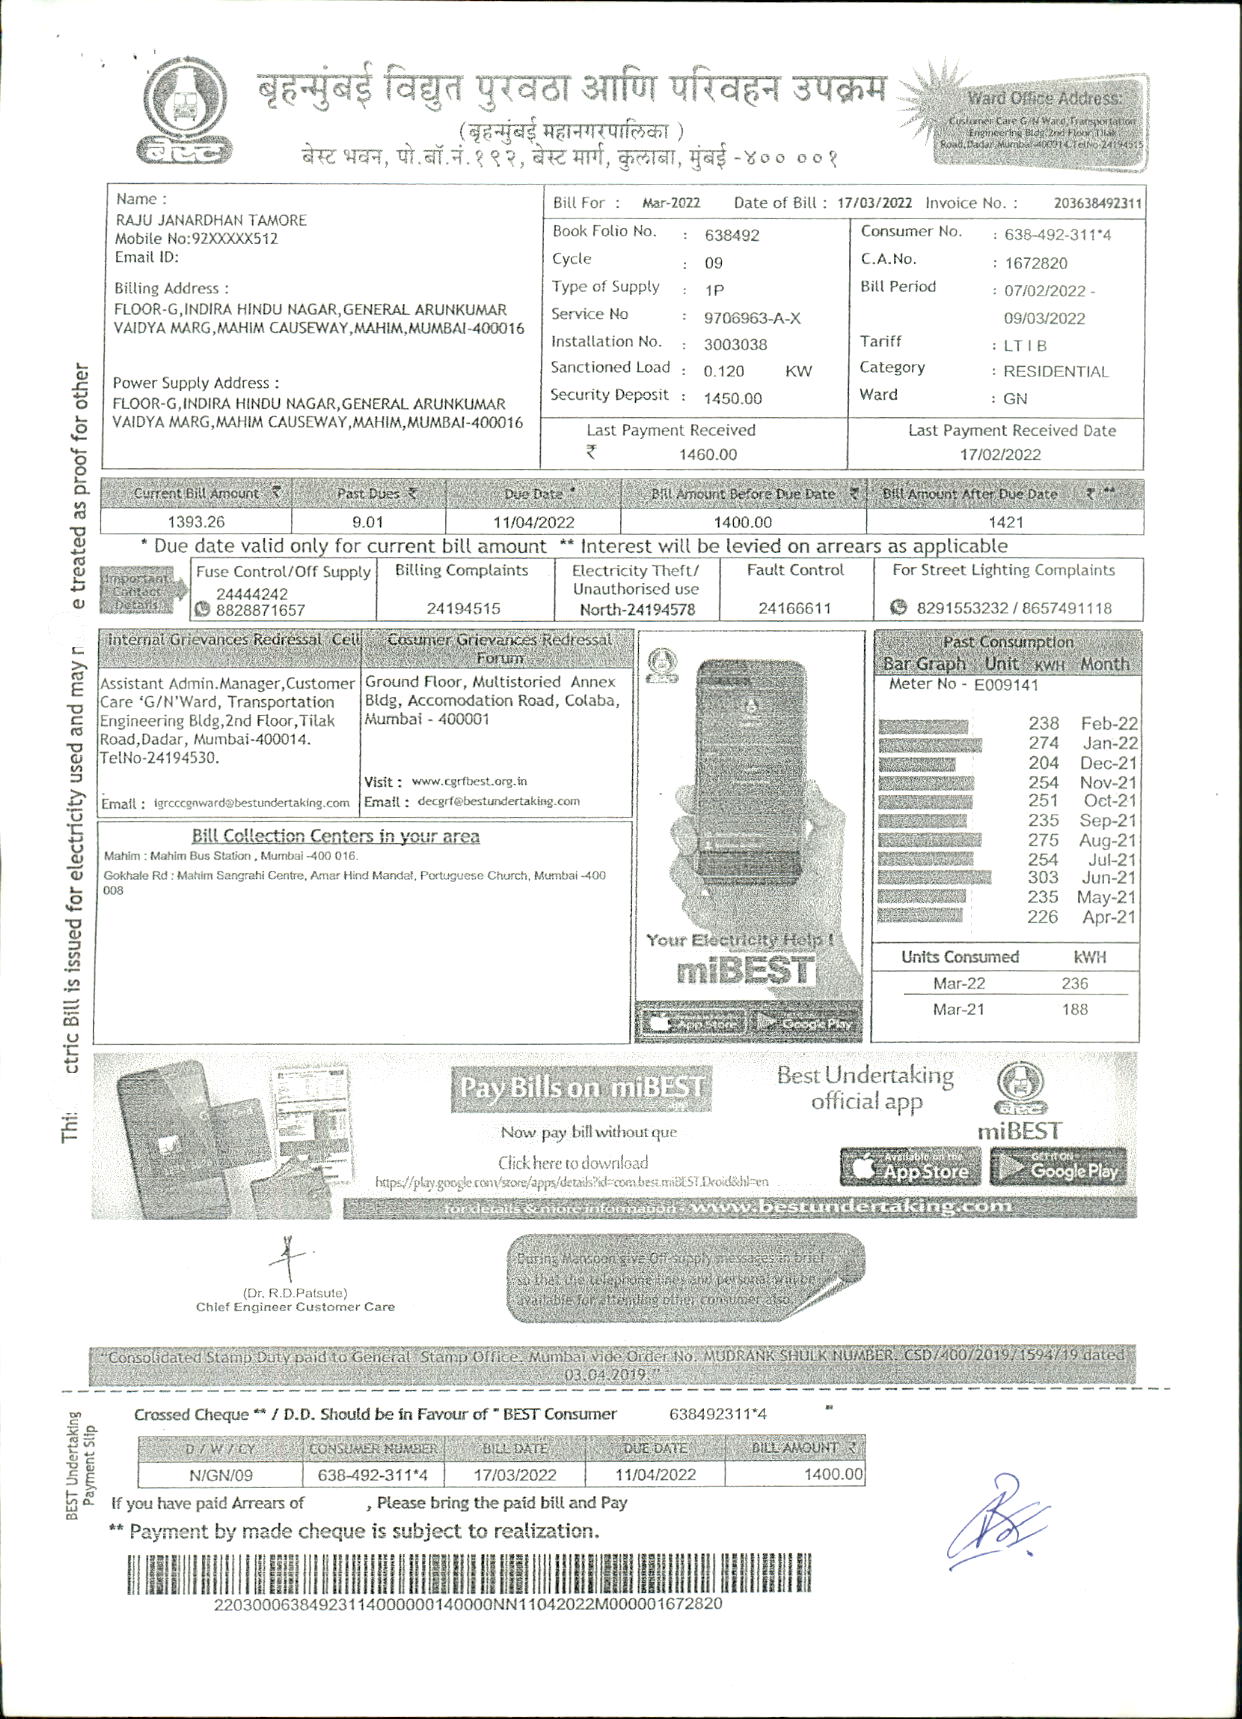 बृहन्मुंबई विद्युत पुरवठा आणि परिवहन उपक्रम
(बृहन्मुंबई महानगरपालिका )
बेस्ट भवन, पो.बॉ.नं.१९२, बेस्ट मार्ग, कुलाबा, मुंबई -४०० ००१
बेस्ट
Ward Office Address:
Customer Care G/N Ward,Transportation
Engineering Bldg,2nd Floor,Tilak
Road,Dadar,Mumbai-400014.TelNo-24194515
Name :
RAJU JANARDHAN TAMORE
Mobile No:92XXXXX512
Email ID:
Billing Address :
FLOOR-G,INDIRA HINDU NAGAR,GENERAL ARUNKUMAR
VAIDYA MARG,MAHIM CAUSEWAY,MAHIM,MUMBAI-400016
Power Supply Address :
FLOOR-G,INDIRA HINDU NAGAR,GENERAL ARUNKUMAR
VAIDYA MARG,MAHIM CAUSEWAY,MAHIM,MUMBAI-400016
Bill For : Mar-2022 Date of Bill : 17/03/2022 Invoice No. : 203638492311
Book Folio No. : 638492 Consumer No. : 638-492-311*4
Cycle : 09 C.A.No. : 1672820
Type of Supply : 1P Bill Period : 07/02/2022 -
Service No : 9706963-A-X 09/03/2022
Installation No. : 3003038 Tariff : LT I B
Sanctioned Load : 0.120 KW Category : RESIDENTIAL
Security Deposit : 1450.00 Ward : GN
Last Payment Received Last Payment Received Date
₹ 1460.00 17/02/2022
Current Bill Amount ₹ Past Dues ₹ Due Date * Bill Amount Before Due Date ₹ Bill Amount After Due Date ₹ **
1393.26 9.01 11/04/2022 1400.00 1421
* Due date valid only for current bill amount ** Interest will be levied on arrears as applicable
Important
Contact
Details
Fuse Control/Off Supply Billing Complaints Electricity Theft/ Fault Control For Street Lighting Complaints
24444242 Unauthorised use
8828871657 24194515 North-24194578 24166611 8291553232 / 8657491118
Internal Grievances Redressal Cell
Assistant Admin.Manager,Customer
Care 'G/N'Ward, Transportation
Engineering Bldg,2nd Floor,Tilak
Road,Dadar, Mumbai-400014.
TelNo-24194530.
Email : igrcccgnward@bestundertaking.com
Cosumer Grievances Redressal
Forum
Ground Floor, Multistoried Annex
Bldg, Accomodation Road, Colaba,
Mumbai - 400001
Visit : www.cgrfbest.org.in
Email : decgrf@bestundertaking.com
Bill Collection Centers in your area
Mahim : Mahim Bus Station , Mumbai -400 016.
Gokhale Rd : Mahim Sangrahi Centre, Amar Hind Mandal, Portuguese Church, Mumbai -400
008
Your Electricity Help !
miBEST
App Store Google Play
Past Consumption
Bar Graph Unit KWH Month
Meter No - E009141
238 Feb-22
274 Jan-22
204 Dec-21
254 Nov-21
251 Oct-21
235 Sep-21
275 Aug-21
254 Jul-21
303 Jun-21
235 May-21
226 Apr-21
Units Consumed kWH
Mar-22 236
Mar-21 188
Thi: ctric Bill is issued for electricity used and may n e treated as proof for other
Pay Bills on miBEST
Now pay bill without que
Click here to download
https://play.google.com/store/apps/details?id=com.best.miBEST.Droid&hl=en
Best Undertaking
official app
बेस्ट
miBEST
Available on the
App Store
GET IT ON
Google Play
for details & more information - www.bestundertaking.com
(Dr. R.D.Patsute)
Chief Engineer Customer Care
During Mansoon give Off-supply messages in brief
so that the telephone lines and personal will be
available for attending other consumer also.
"Consolidated Stamp Duty paid to General Stamp Office, Mumbai vide Order No. MUDRANK SHULK NUMBER. CSD/400/2019/1594/19 dated
03.04.2019."
BEST Undertaking
Payment Slip
Crossed Cheque ** / D.D. Should be in Favour of " BEST Consumer 638492311*4 "
D / W / CY CONSUMER NUMBER BILL DATE DUE DATE BILL AMOUNT ₹
N/GN/09 638-492-311*4 17/03/2022 11/04/2022 1400.00
If you have paid Arrears of , Please bring the paid bill and Pay
** Payment by made cheque is subject to realization.
2203000638492311400000014​0000NN11042022M000001672820